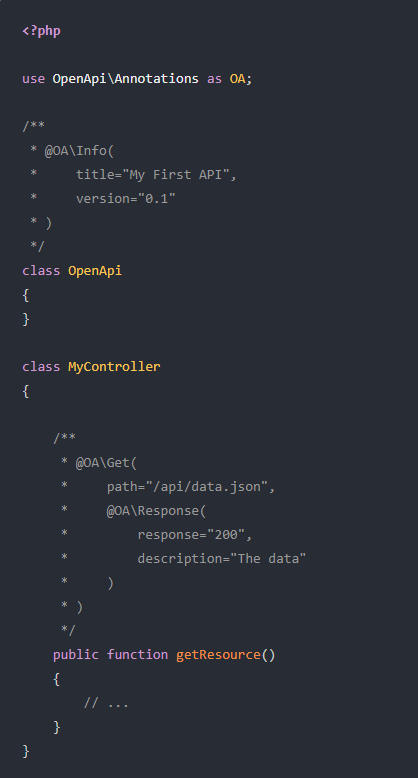 <?php

use OpenApi\Annotations as OA;

/**
 * @OA\Info(
 *     title="My First API",
 *     version="0.1"
 * )
 */
class OpenApi
{
}

class MyController
{

    /**
     * @OA\Get(
     *     path="/api/data.json",
     *     @OA\Response(
     *         response="200",
     *         description="The data"
     *     )
     * )
     */
    public function getResource()
    {
        // ...
    }
}